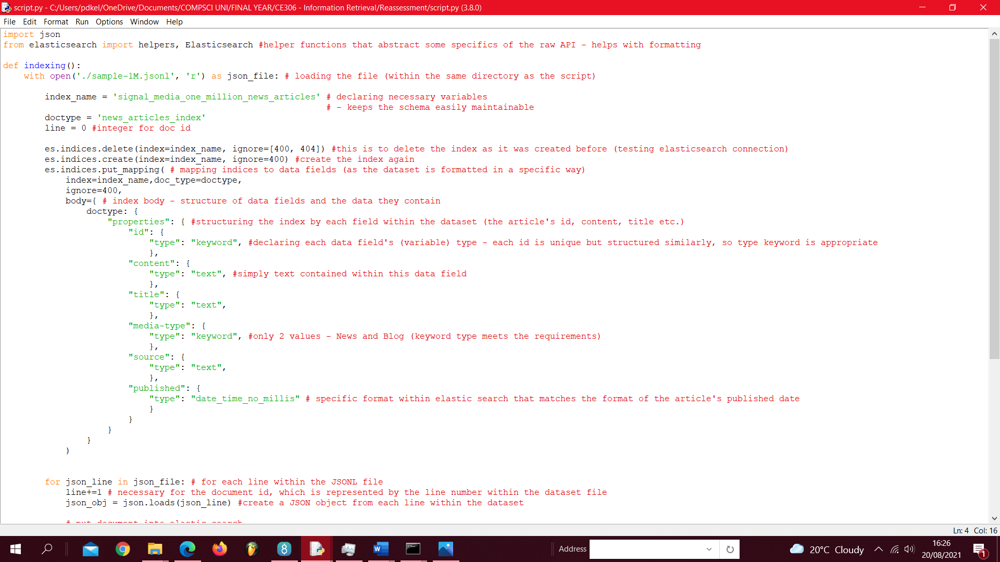 script.py - C:/Users/pdkel/OneDrive/Documents/COMPSCI UNI/FINAL YEAR/CE306 - Information Retrieval/Reassessment/script.py (3.8.0)
File Edit Format Run Options Window Help
import json
from elasticsearch import helpers, Elasticsearch #helper functions that abstract some specifics of the raw API - helps with formatting
def indexing():
    with open('./sample-1M.jsonl', 'r') as json_file: # loading the file (within the same directory as the script)
        index_name = 'signal_media_one_million_news_articles' # declaring necessary variables
                                                              # - keeps the schema easily maintainable
        doctype = 'news_articles_index'
        line = 0 #integer for doc id
        es.indices.delete(index=index_name, ignore=[400, 404]) #this is to delete the index as it was created before (testing elasticsearch connection)
        es.indices.create(index=index_name, ignore=400) #create the index again
        es.indices.put_mapping( # mapping indices to data fields (as the dataset is formatted in a specific way)
            index=index_name,doc_type=doctype,
            ignore=400,
            body={ # index body - structure of data fields and the data they contain
                doctype: {
                    "properties": { #structuring the index by each field within the dataset (the article's id, content, title etc.)
                        "id": {
                            "type": "keyword", #declaring each data field's (variable) type - each id is unique but structured similarly, so type keyword is appropriate
                            },
                        "content": {
                            "type": "text", #simply text contained within this data field
                            },
                        "title": {
                            "type": "text",
                            },
                        "media-type": {
                            "type": "keyword", #only 2 values - News and Blog (keyword type meets the requirements)
                            },
                        "source": {
                            "type": "text",
                            },
                        "published": {
                            "type": "date_time_no_millis" # specific format within elastic search that matches the format of the article's published date
                            }
                        }
                    }
                }
            )
        for json_line in json_file: # for each line within the JSONL file
            line+=1 # necessary for the document id, which is represented by the line number within the dataset file
            json_obj = json.loads(json_line) #create a JSON object from each line within the dataset
            # put document into elastic search
Ln: 4 Col: 16
Address
20°C Cloudy
16:26
20/08/2021
1